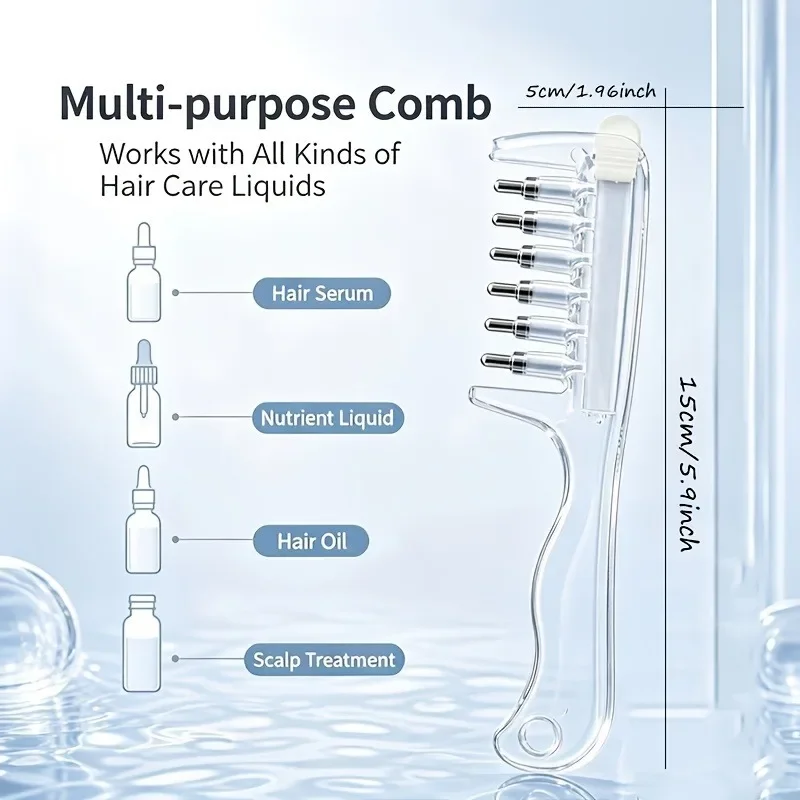 Multi-purpose Comb
Works with All Kinds of
Hair Care Liquids
5cm/1.96inch
Hair Serum
Nutrient Liquid
Hair Oil
Scalp Treatment
15cm/5.9inch